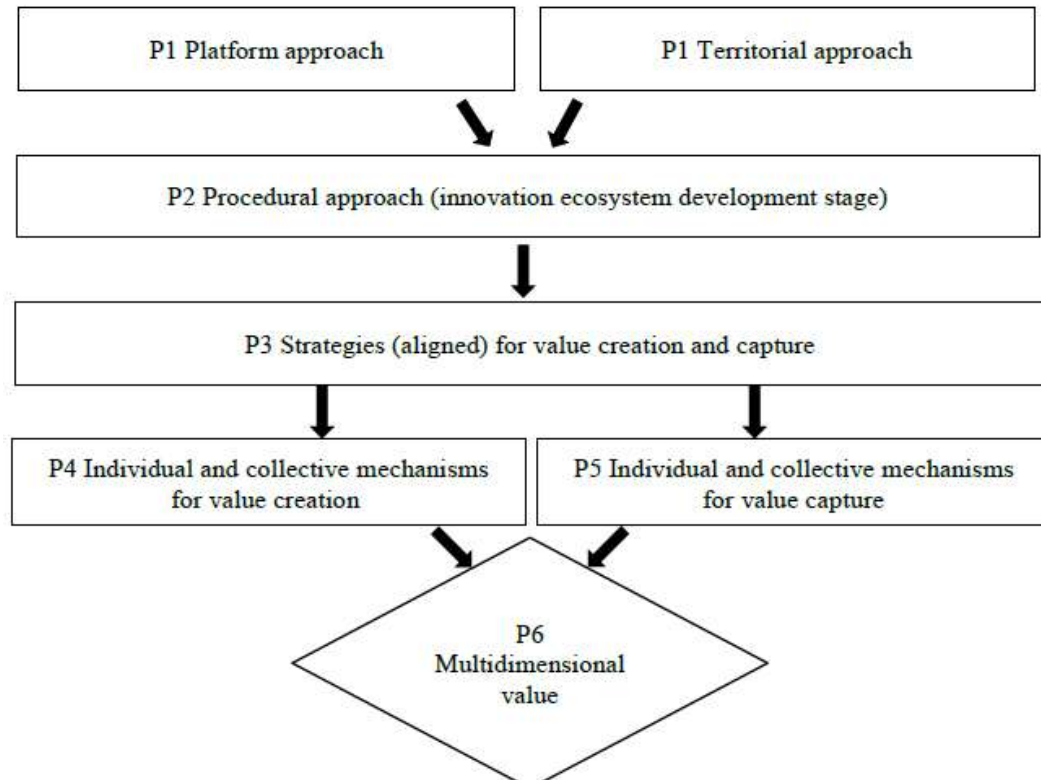 P1 Platform approach
P1 Territorial approach
P2 Procedural approach (innovation ecosystem development stage)
P3 Strategies (aligned) for value creation and capture
P4 Individual and collective mechanisms
for value creation
P5 Individual and collective mechanisms
for value capture
P6
Multidimensional
value